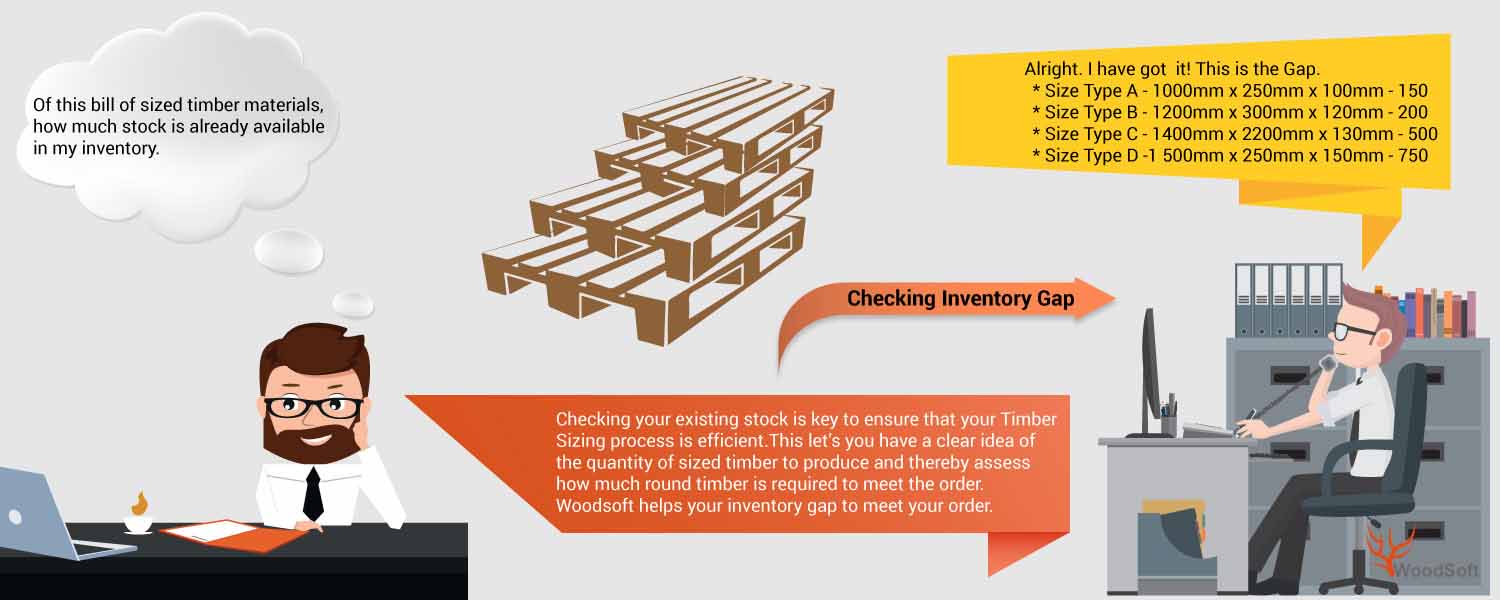 Of this bill of sized timber materials,
how much stock is already available
in my inventory.
Alright. I have got  it! This is the Gap.
* Size Type A - 1000mm x 250mm x 100mm - 150
* Size Type B - 1200mm x 300mm x 120mm - 200
* Size Type C - 1400mm x 2200mm x 130mm - 500
* Size Type D -1 500mm x 250mm x 150mm - 750
Checking Inventory Gap
Checking your existing stock is key to ensure that your Timber
Sizing process is efficient.This let's you have a clear idea of
the quantity of sized timber to produce and thereby assess
how much round timber is required to meet the order.
Woodsoft helps your inventory gap to meet your order.
WoodSoft